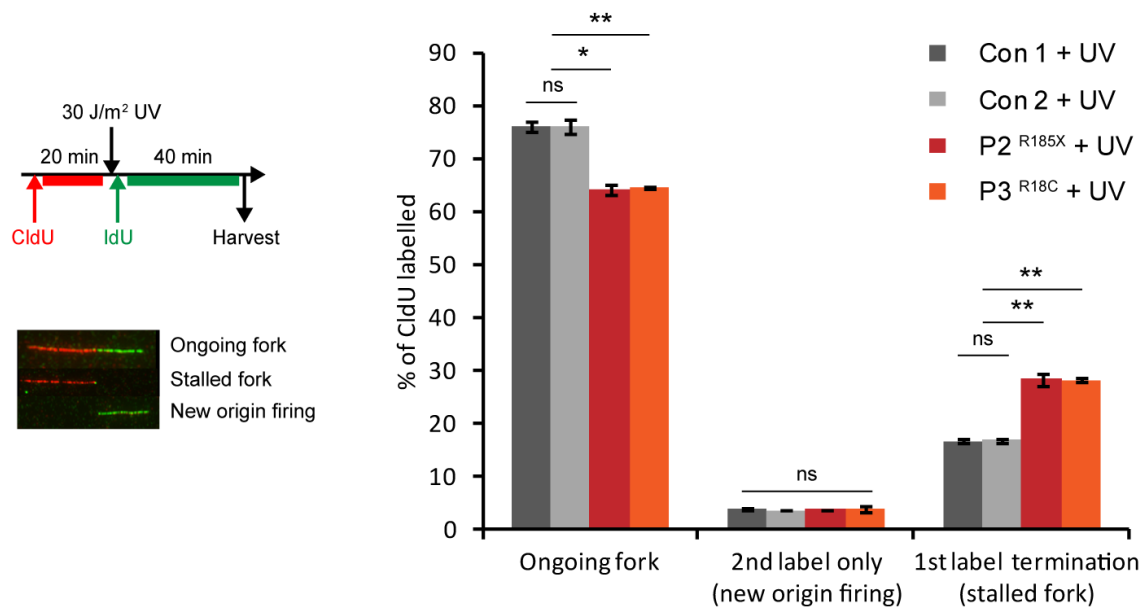 30 J/m² UV
20 min
40 min
CldU
IdU
Harvest
Ongoing fork
Stalled fork
New origin firing
% of CldU labelled
90
80
70
60
50
40
30
20
10
0
**
*
ns
ns
**
**
ns
Ongoing fork
2nd label only
(new origin firing)
1st label termination
(stalled fork)
Con 1 + UV
Con 2 + UV
P2 R185X + UV
P3 R18C + UV